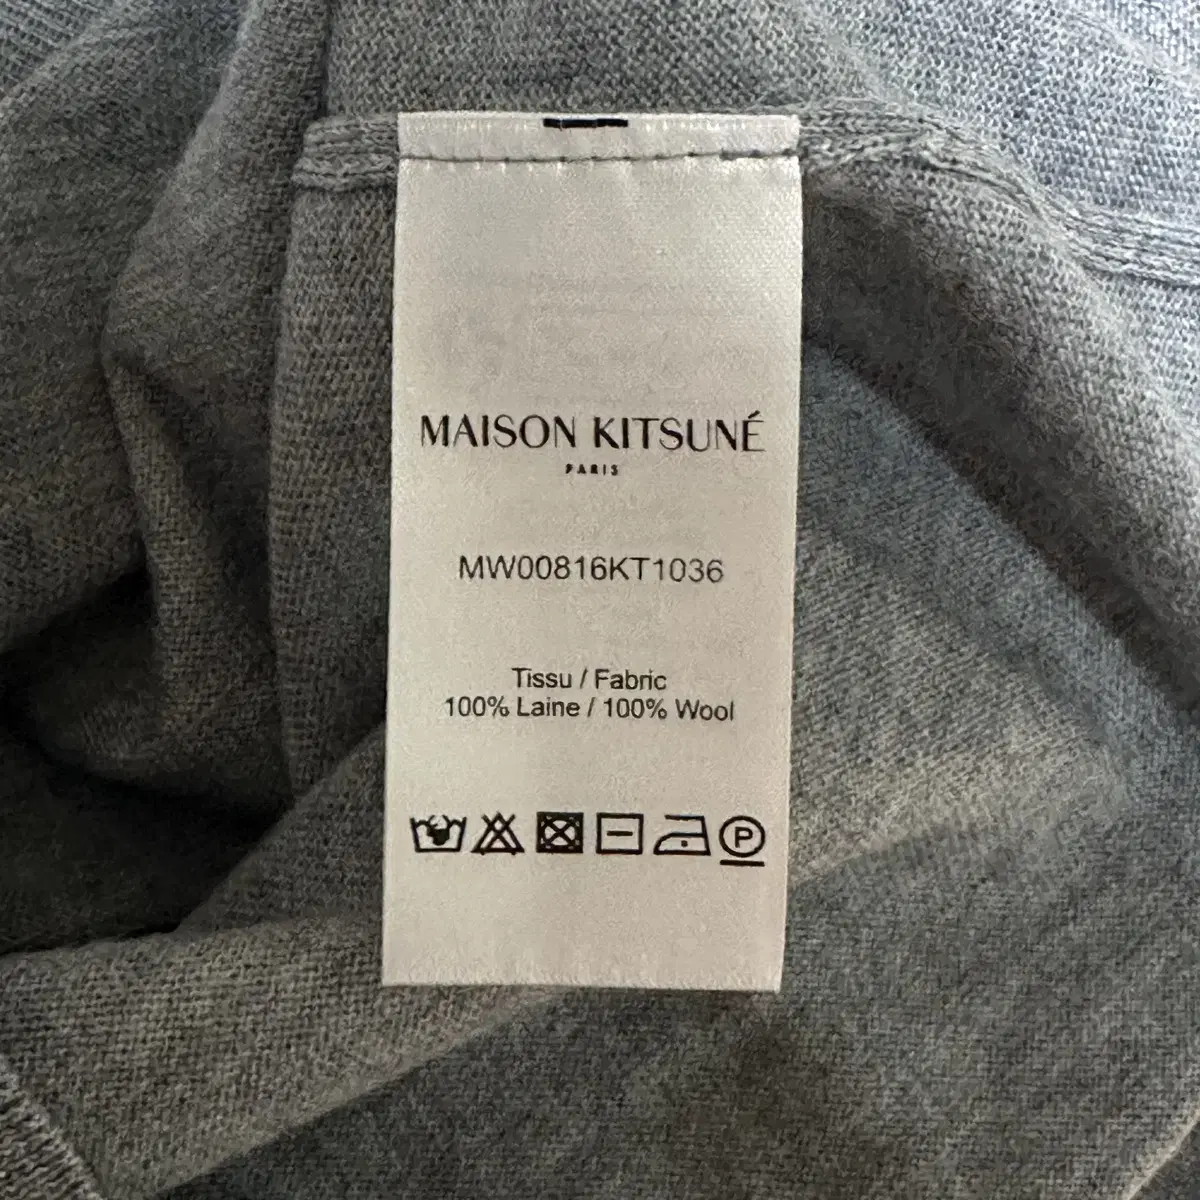 MAISON KITSUNÉ
PARIS
MW00816KT1036
Tissu / Fabric
100% Laine / 100% Wool
P